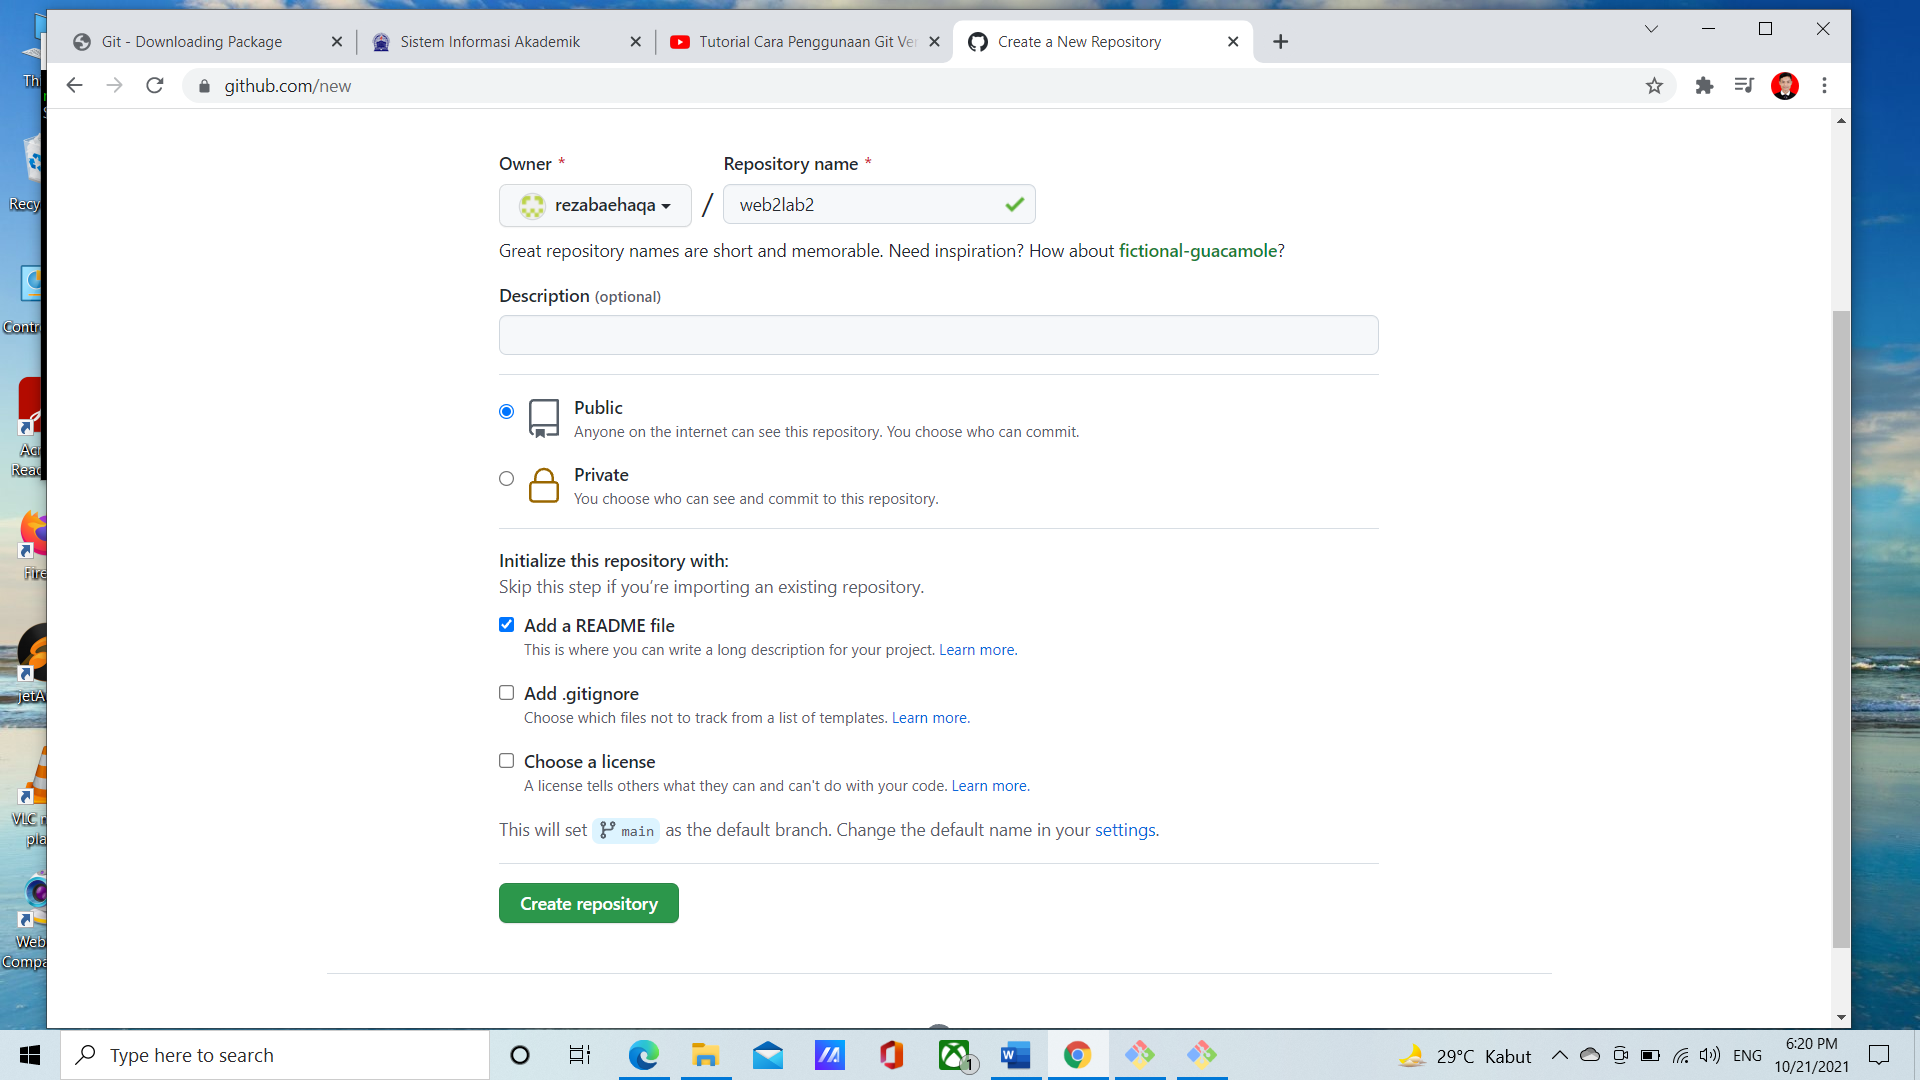 Git - Downloading Package
Sistem Informasi Akademik
Tutorial Cara Penggunaan Git Ver
Create a New Repository
github.com/new
Owner *
Repository name *
rezabaehaqa
/
web2lab2
Great repository names are short and memorable. Need inspiration? How about fictional-guacamole?
Description (optional)
Public
Anyone on the internet can see this repository. You choose who can commit.
Private
You choose who can see and commit to this repository.
Initialize this repository with:
Skip this step if you’re importing an existing repository.
Add a README file
This is where you can write a long description for your project. Learn more.
Add .gitignore
Choose which files not to track from a list of templates. Learn more.
Choose a license
A license tells others what they can and can't do with your code. Learn more.
This will set main as the default branch. Change the default name in your settings.
Create repository
Th
Recy
Contr
Acr
Read
Fire
jetA
VLC m
pla
Web
Compa
Type here to search
1
29°C Kabut
ENG
6:20 PM
10/21/2021